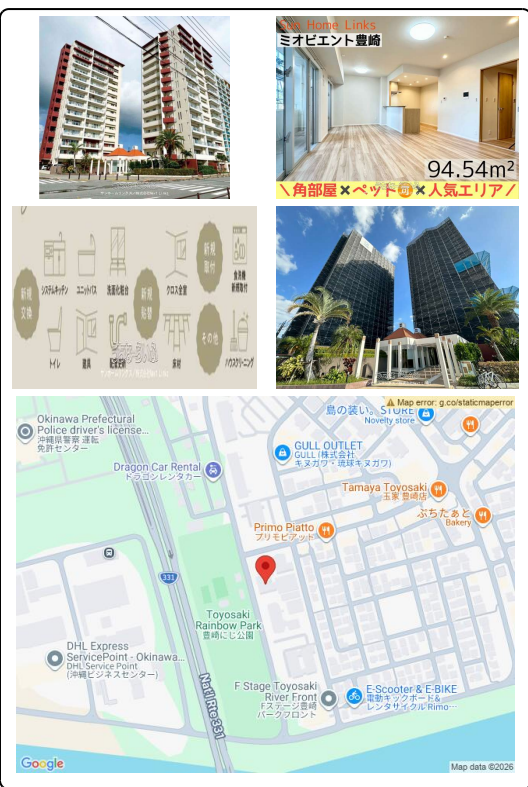 Sun Home Links
ミオビエント豊崎
94.54m²
＼角部屋✖ペット可✖人気エリア／
新規交換
システムキッチン
ユニットバス
洗面化粧台
トイレ
建具
配管更新
新規貼替
クロス全室
床材
新規取付
食洗機新規取付
その他
ハウスクリーニング
Map error: g.co/staticmaperror
島の装い。STORE
Novelty store
Okinawa Prefectural
Police driver's license...
沖縄県警察 運転
免許センター
GULL OUTLET
GULL (株式会社
キヌガワ・琉球キヌガワ)
Dragon Car Rental
ドラゴンレンタカー
Tamaya Toyosaki
玉家 豊崎店
ぷちたぁと
Bakery
Primo Piatto
プリモピアット
331
Toyosaki
Rainbow Park
豊崎にじ公園
DHL Express
ServicePoint - Okinawa...
DHL Service Point
(沖縄ビジネスセンター)
Nat'l Rte 331
F Stage Toyosaki
River Front
Fステージ豊崎
パークフロント
E-Scooter & E-BIKE
電動キックボード&
レンタサイクル Rimo...
Google
Map data ©2026